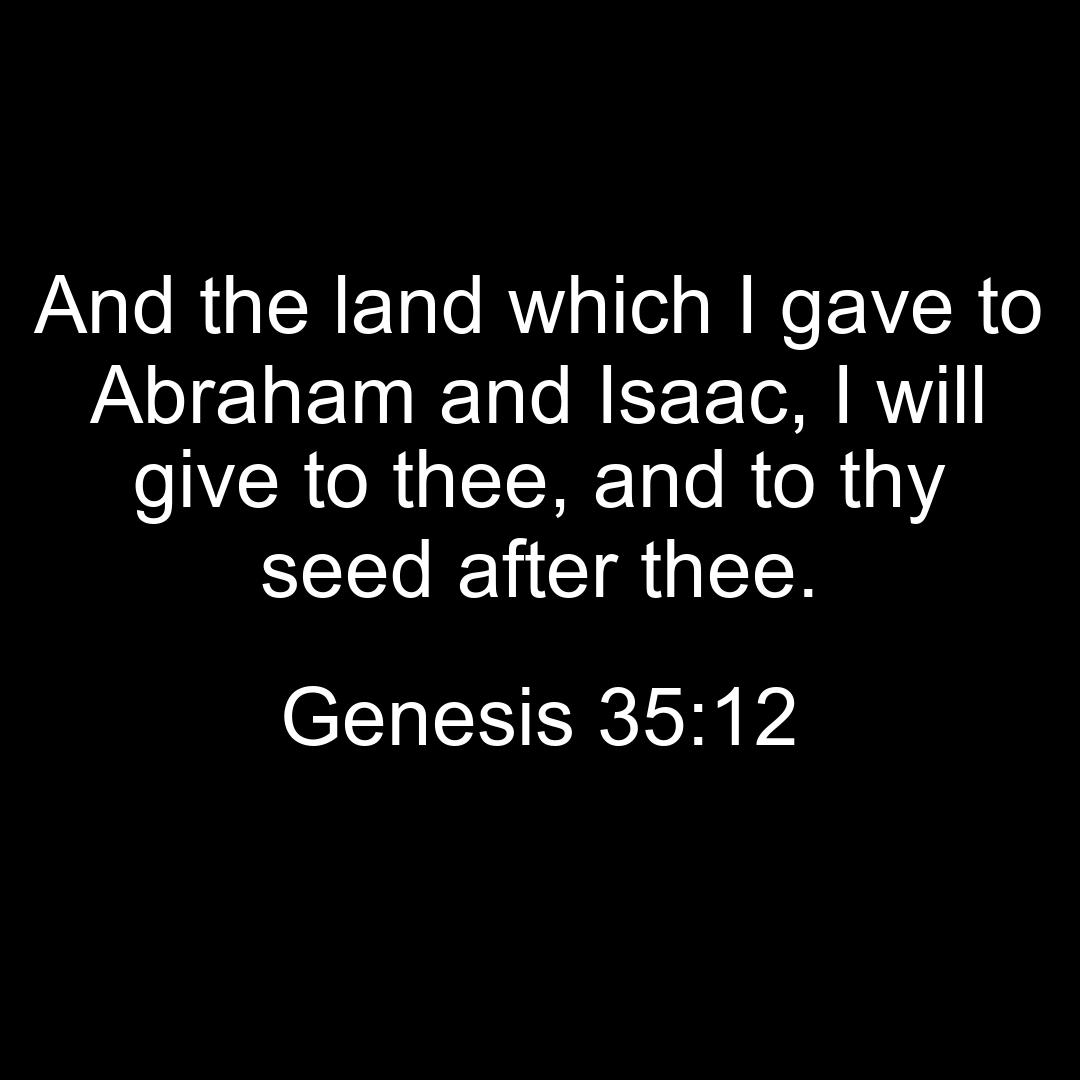 And the land which I gave to
Abraham and Isaac, I will
give to thee, and to thy
seed after thee.
Genesis 35:12